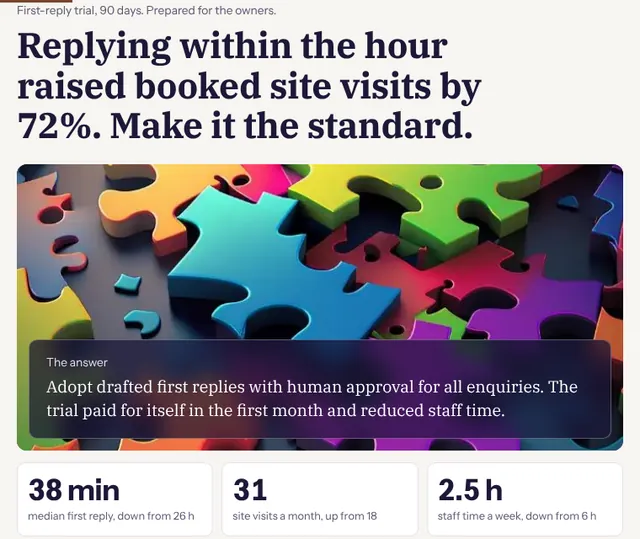 First-reply trial, 90 days. Prepared for the owners.
Replying within the hour
raised booked site visits by
72%. Make it the standard.
The answer
Adopt drafted first replies with human approval for all enquiries. The
trial paid for itself in the first month and reduced staff time.
38 min
median first reply, down from 26 h
31
site visits a month, up from 18
2.5 h
staff time a week, down from 6 h